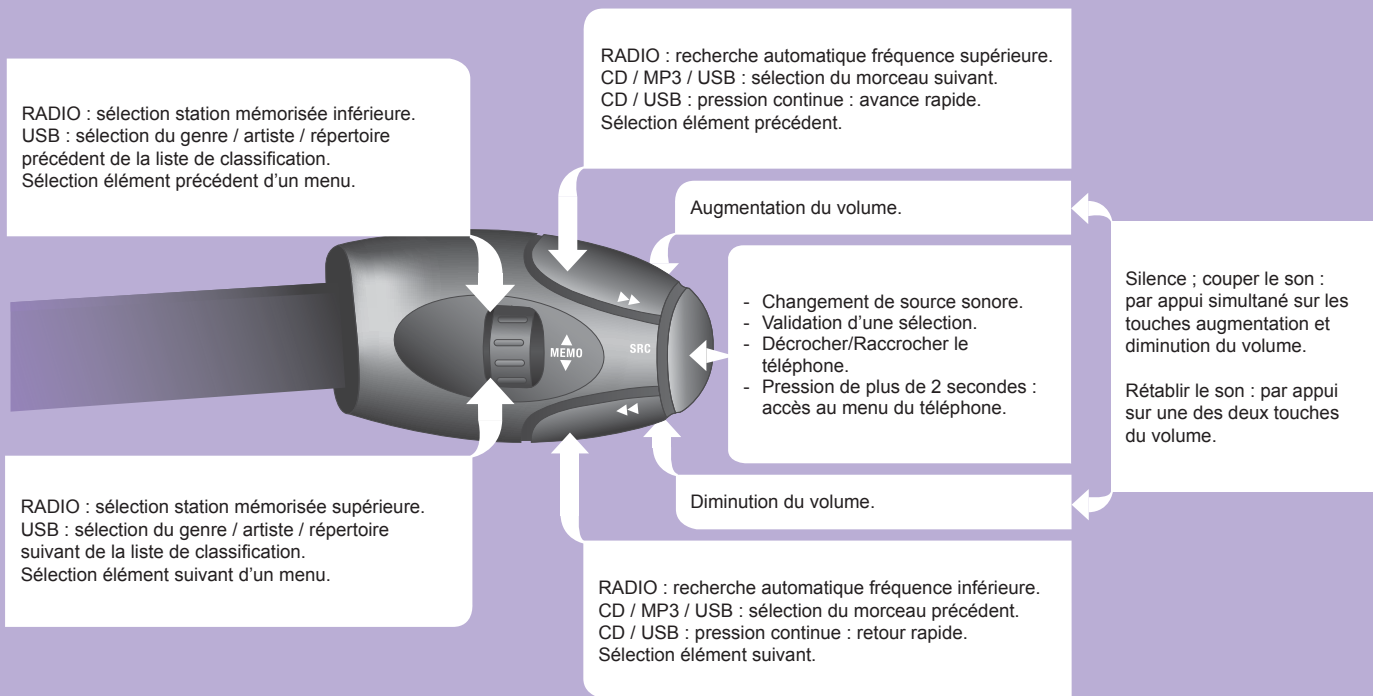 RADIO : sélection station mémorisée inférieure.
USB : sélection du genre / artiste / répertoire
précédent de la liste de classification.
Sélection élément précédent d’un menu.
RADIO : recherche automatique fréquence supérieure.
CD / MP3 / USB : sélection du morceau suivant.
CD / USB : pression continue : avance rapide.
Sélection élément précédent.
Augmentation du volume.
- Changement de source sonore.
- Validation d’une sélection.
- Décrocher/Raccrocher le
téléphone.
- Pression de plus de 2 secondes :
accès au menu du téléphone.
Silence ; couper le son :
par appui simultané sur les
touches augmentation et
diminution du volume.
Rétablir le son : par appui
sur une des deux touches
du volume.
MEMO
SRC
RADIO : sélection station mémorisée supérieure.
USB : sélection du genre / artiste / répertoire
suivant de la liste de classification.
Sélection élément suivant d’un menu.
Diminution du volume.
RADIO : recherche automatique fréquence inférieure.
CD / MP3 / USB : sélection du morceau précédent.
CD / USB : pression continue : retour rapide.
Sélection élément suivant.